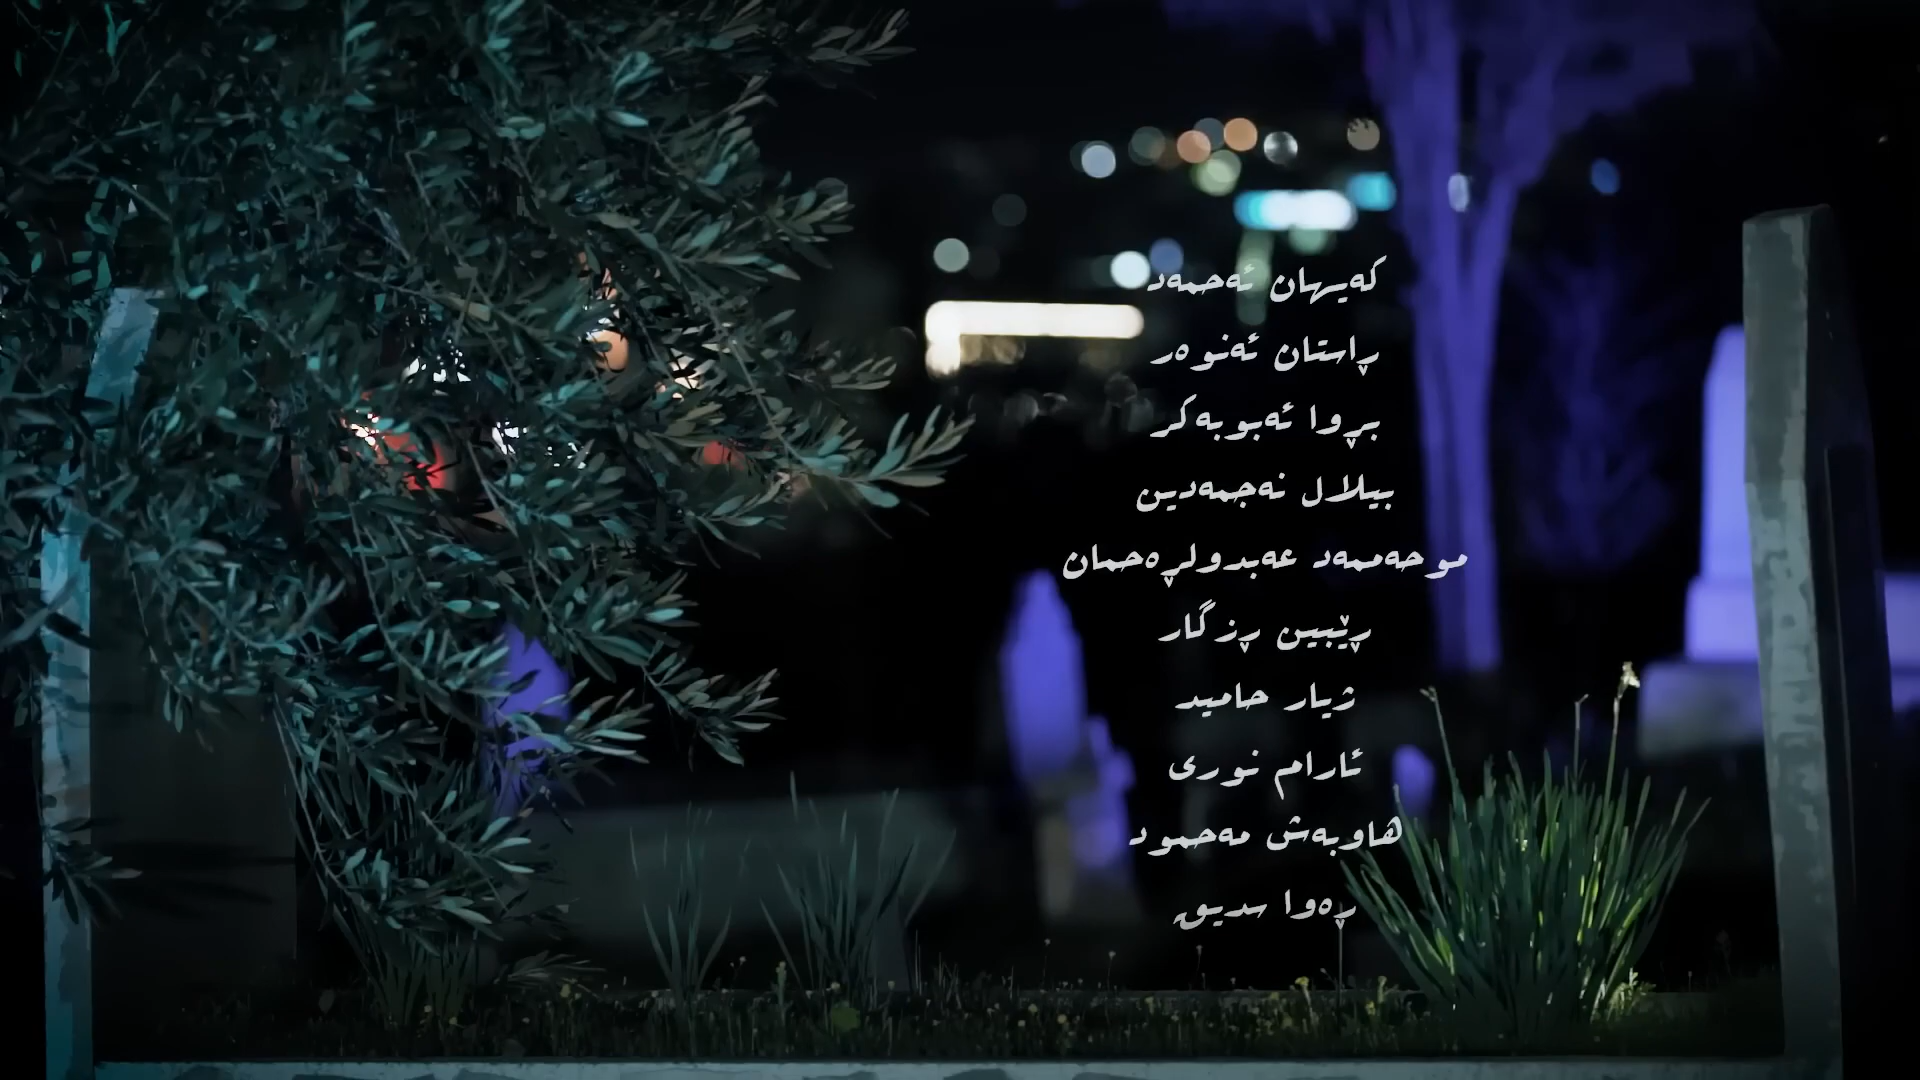 کەیهان ئەحمەد
ڕاستان ئەنوەر
بڕوا ئەبوبەکر
بیلال نەجمەدین
موحەممەد عەبدولڕەحمان
ڕێبین ڕزگار
ژیار حامید
ئارام نوری
هاوبەش مەحمود
ڕەوا سدیق